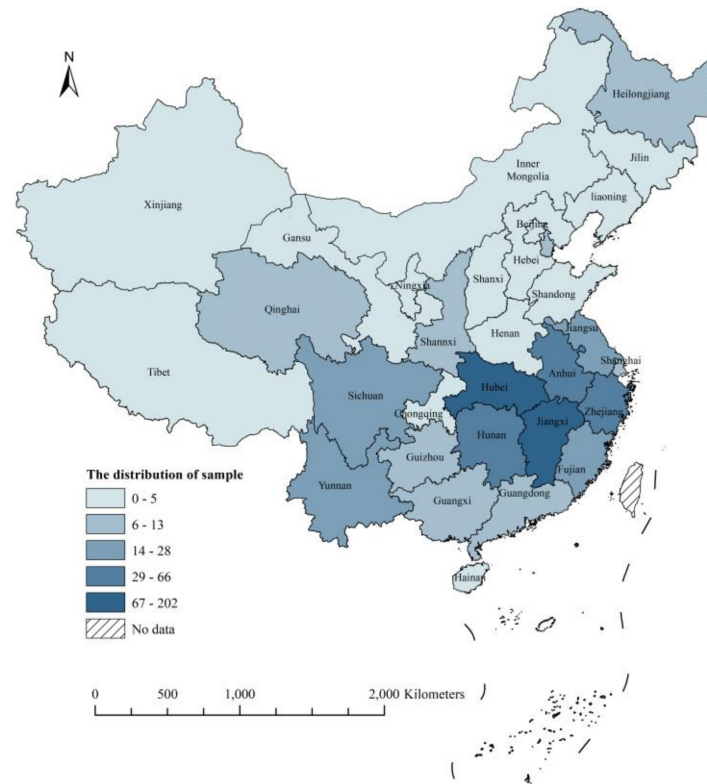 N
Heilongjiang
Jilin
Inner
Mongolia
liaoning
Xinjiang
Beijing
Gansu
Hebei
Ningxia
Shanxi
Shandong
Qinghai
Shannxi
Henan
Jiangsu
Tibet
Shanghai
Anhui
Hubei
Sichuan
Chongqing
Zhejiang
Jiangxi
Hunan
Guizhou
Fujian
The distribution of sample
Yunnan
Guangxi
Guangdong
0 - 5
6 - 13
14 - 28
29 - 66
Hainan
67 - 202
No data
0 500 1,000 2,000 Kilometers